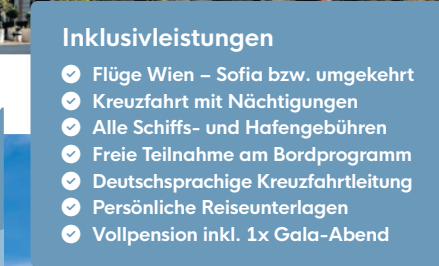 Inklusivleistungen
Flüge Wien – Sofia bzw. umgekehrt
Kreuzfahrt mit Nächtigungen
Alle Schiffs- und Hafengebühren
Freie Teilnahme am Bordprogramm
Deutschsprachige Kreuzfahrtleitung
Persönliche Reiseunterlagen
Vollpension inkl. 1x Gala-Abend